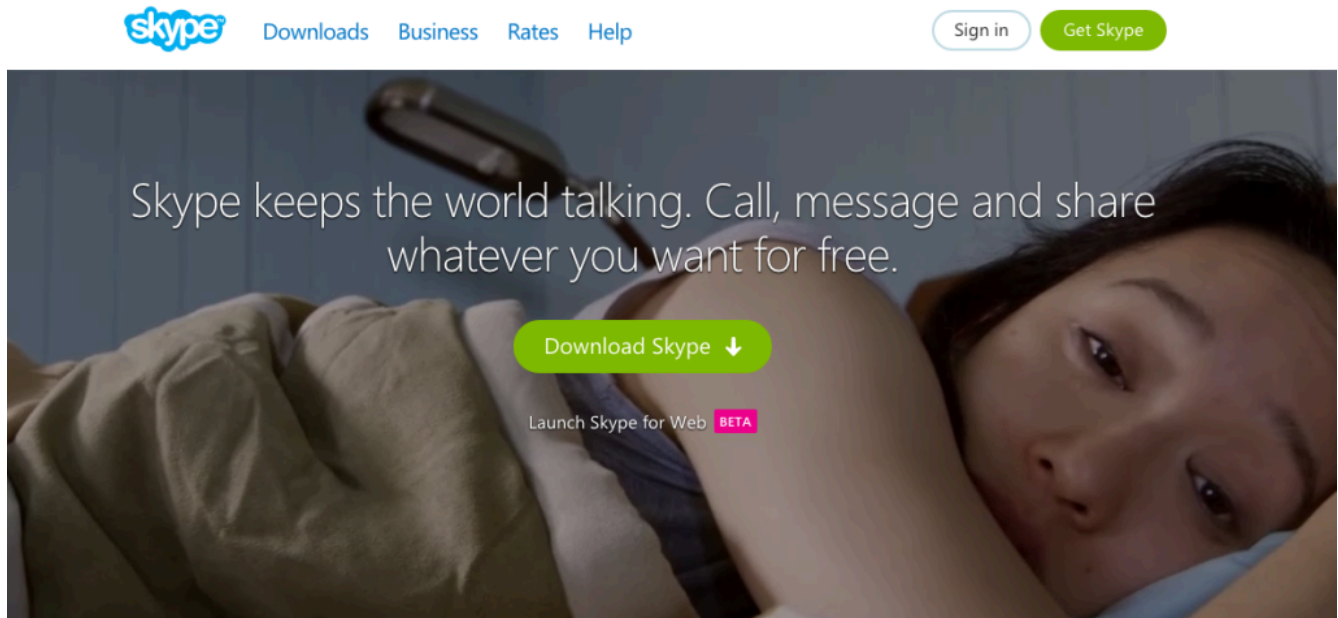 skype™ Downloads Business Rates Help Sign in Get Skype
Skype keeps the world talking. Call, message and share
whatever you want for free.
Download Skype
Launch Skype for Web BETA